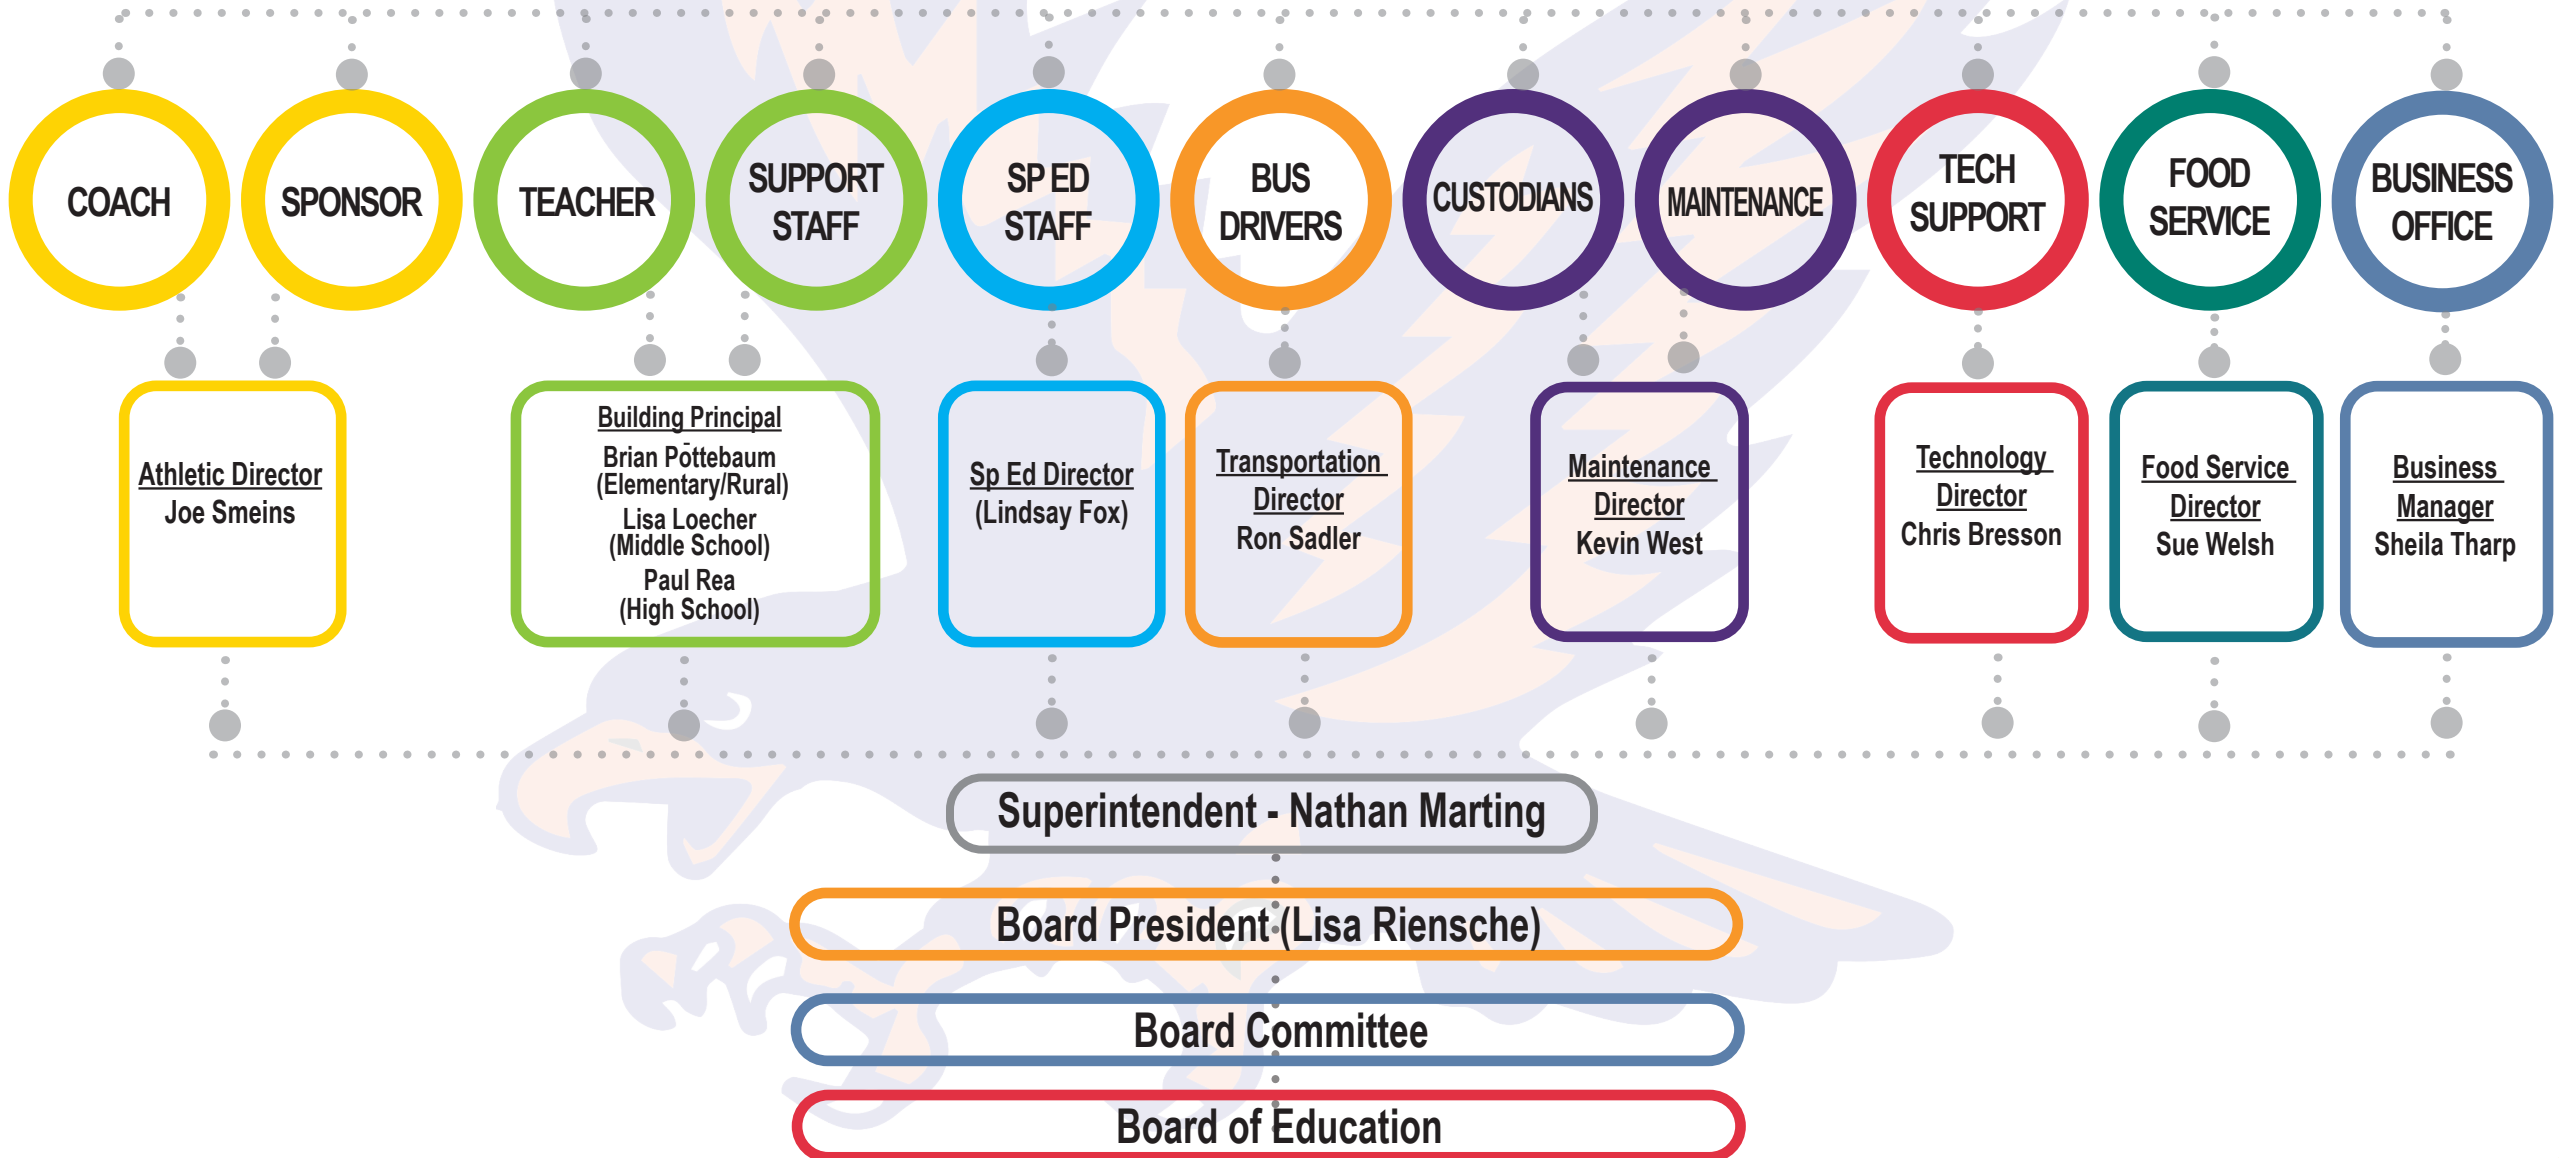 COACH
SPONSOR
TEACHER
SUPPORT
STAFF
SP ED
STAFF
BUS
DRIVERS
CUSTODIANS
MAINTENANCE
TECH
SUPPORT
FOOD
SERVICE
BUSINESS
OFFICE
Athletic Director
Joe Smeins
Building Principal
-
Brian Pottebaum
(Elementary/Rural)
Lisa Loecher
(Middle School)
Paul Rea
(High School)
Sp Ed Director
(Lindsay Fox)
Transportation
Director
Ron Sadler
Maintenance
Director
Kevin West
Technology
Director
Chris Bresson
Food Service
Director
Sue Welsh
Business
Manager
Sheila Tharp
Superintendent - Nathan Marting
Board President (Lisa Riensche)
Board Committee
Board of Education